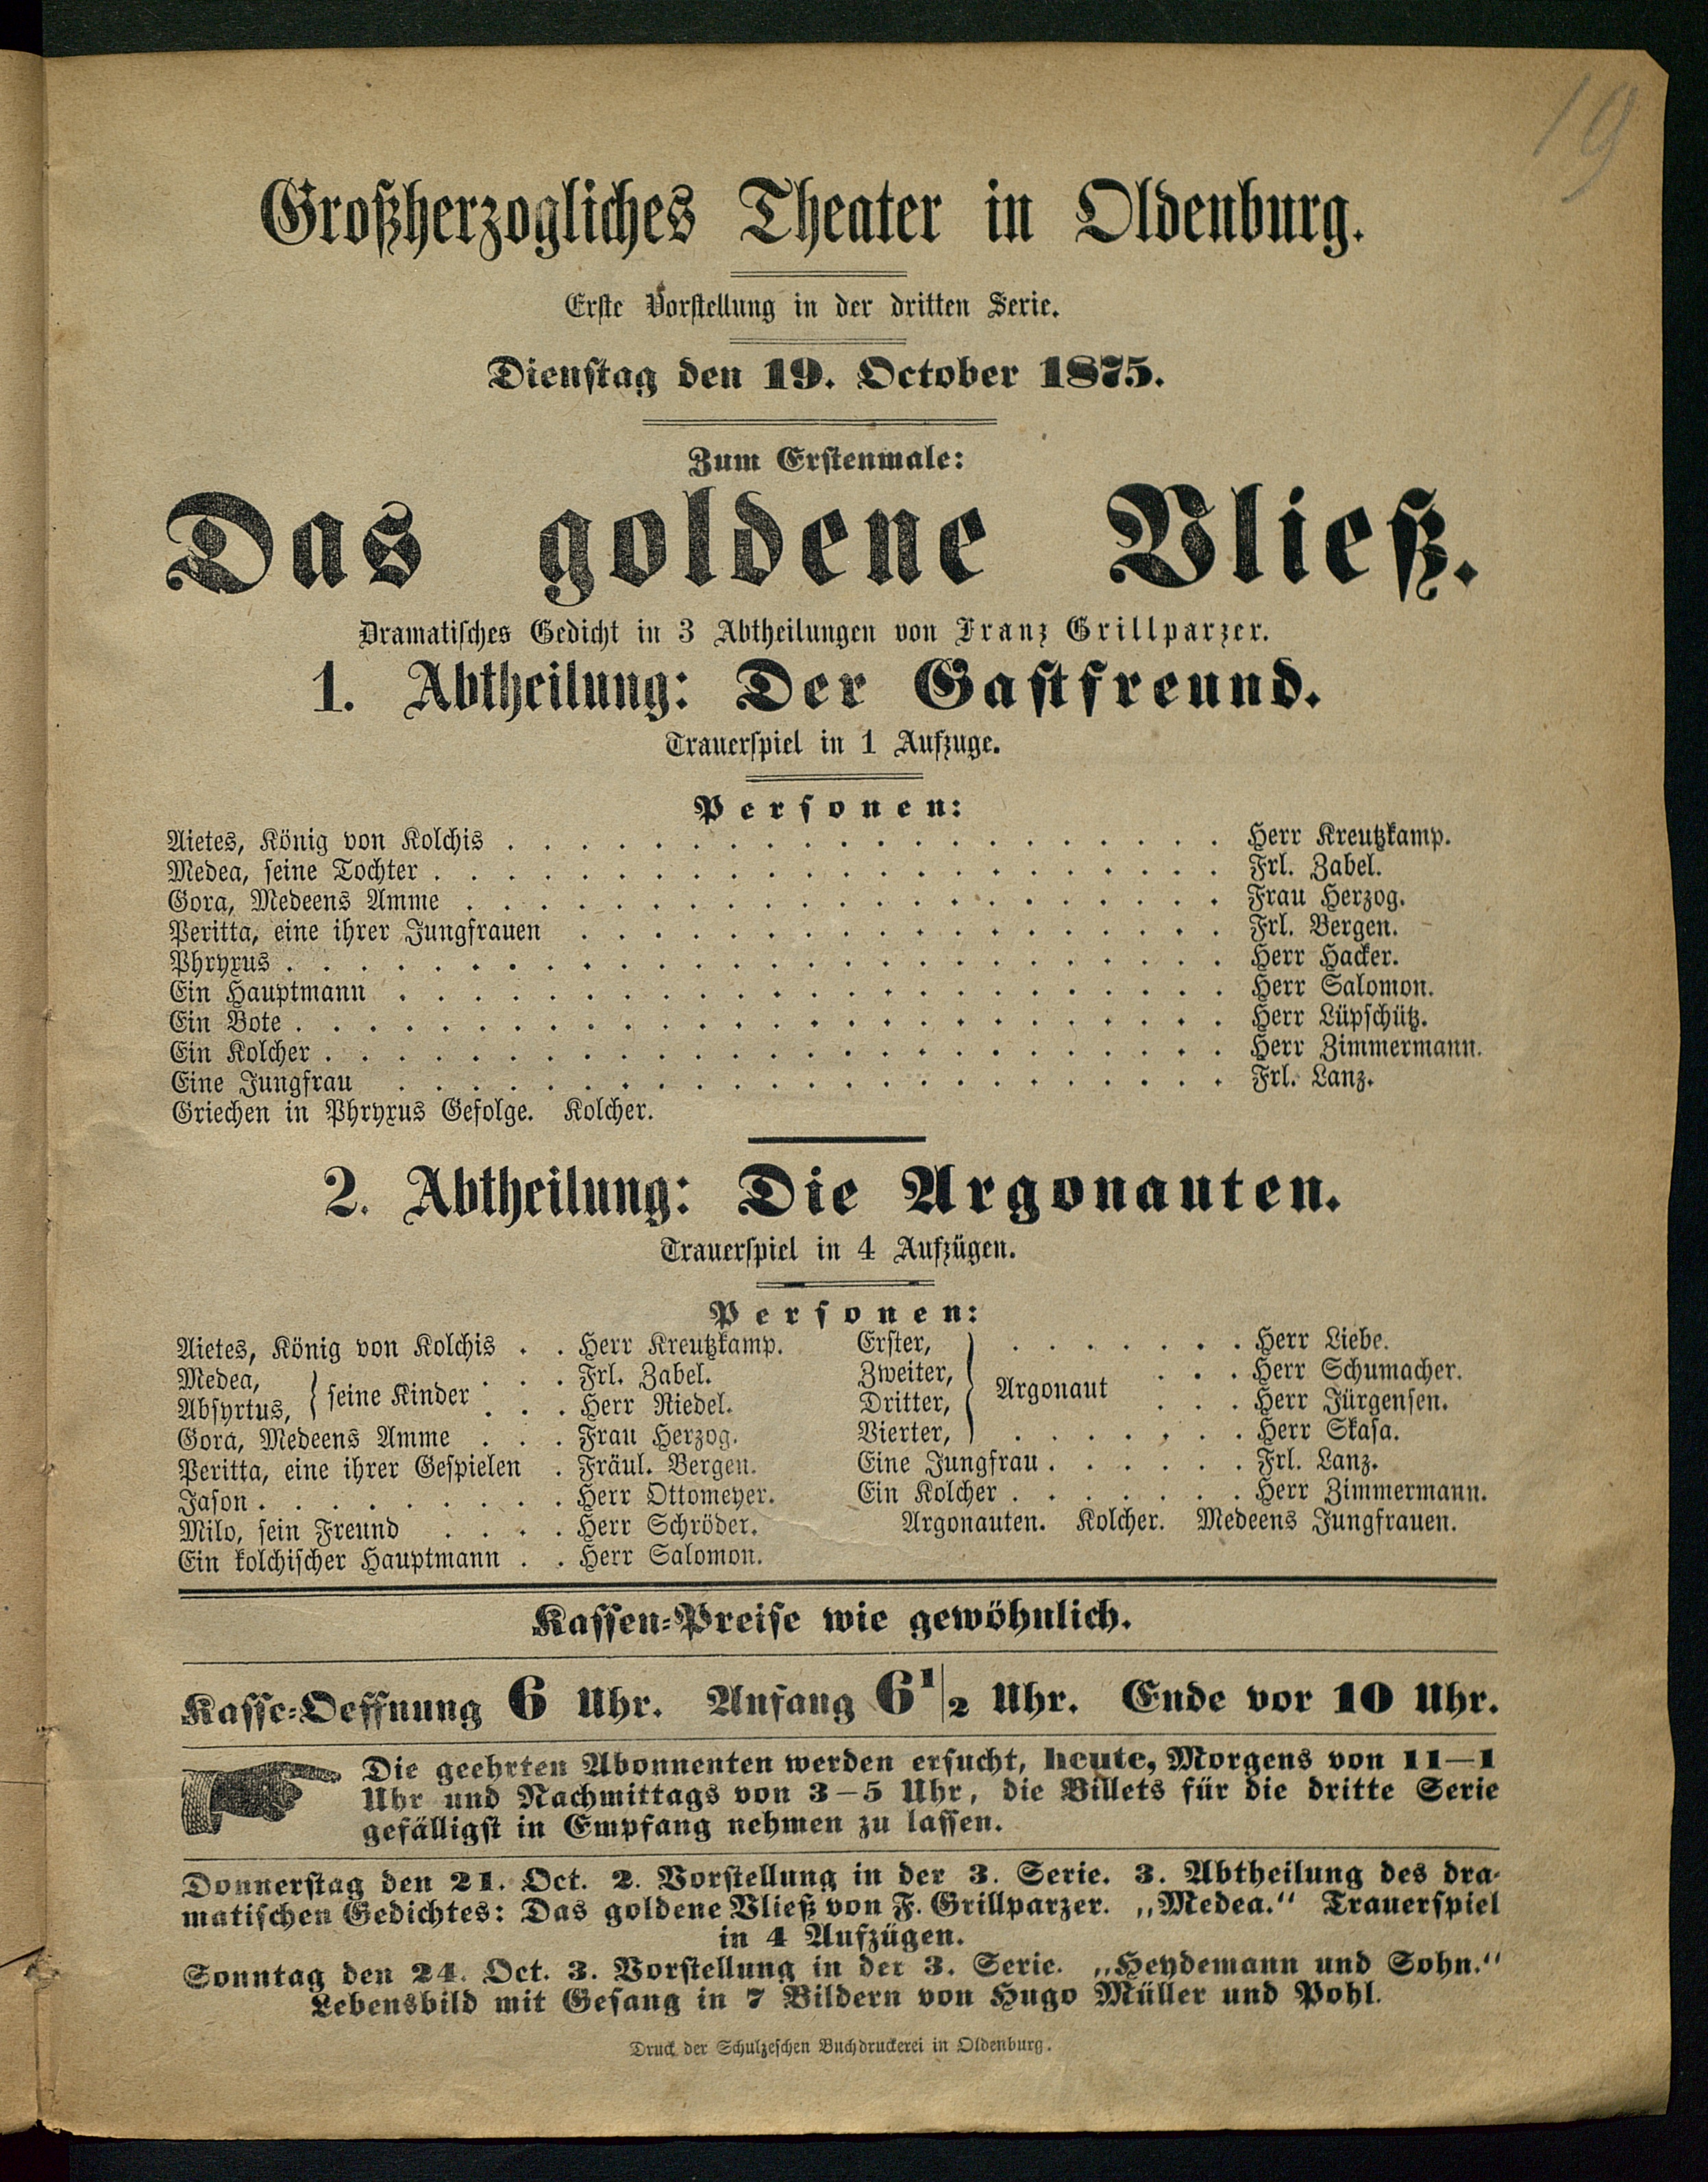 19
Großherzogliches Theater in Oldenburg.
Erste Vorstellung in der dritten Serie.
Dienstag den 19. October 1875.
Zum Erstenmale:
Das goldene Vließ.
Dramatisches Gedicht in 3 Abtheilungen von Franz Grillparzer.
1. Abtheilung: Der Gastfreund.
Trauerspiel in 1 Aufzuge.
Personen:
Aietes, König von Kolchis . . . . . . . . . . Herr Kreutzkamp.
Medea, seine Tochter . . . . . . . . . . Frl. Zabel.
Gora, Medeens Amme . . . . . . . . . . Frau Herzog.
Peritta, eine ihrer Jungfrauen . . . . . . . . . . Frl. Bergen.
Phryxus . . . . . . . . . . Herr Hacker.
Ein Hauptmann . . . . . . . . . . Herr Salomon.
Ein Bote . . . . . . . . . . Herr Lüpschütz.
Ein Kolcher . . . . . . . . . . Herr Zimmermann.
Eine Jungfrau . . . . . . . . . . Frl. Lanz.
Griechen in Phryxus Gefolge. Kolcher.
2. Abtheilung: Die Argonauten.
Trauerspiel in 4 Aufzügen.
Personen:
Aietes, König von Kolchis . . Herr Kreutzkamp.
Medea, } seine Kinder . . . Frl. Zabel.
Absyrtus, . . . Herr Riedel.
Gora, Medeens Amme . . . Frau Herzog.
Peritta, eine ihrer Gespielen . Fräul. Bergen.
Jason . . . . . . . . . Herr Ottomeyer.
Milo, sein Freund . . . . Herr Schröder.
Ein kolchischer Hauptmann . . Herr Salomon.
Erster, . . . . . . . Herr Liebe.
Zweiter, } Argonaut . . . Herr Schumacher.
Dritter, . . . Herr Jürgensen.
Vierter, . . . . . . . Herr Skasa.
Eine Jungfrau . . . . . . Frl. Lanz.
Ein Kolcher . . . . . . . Herr Zimmermann.
Argonauten. Kolcher. Medeens Jungfrauen.
Kassen-Preise wie gewöhnlich.
Kasse-Oeffnung 6 Uhr. Anfang 6 1/2 Uhr. Ende vor 10 Uhr.
Die geehrten Abonnenten werden ersucht, heute, Morgens von 11—1
Uhr und Nachmittags von 3—5 Uhr, die Billets für die dritte Serie
gefälligst in Empfang nehmen zu lassen.
Donnerstag den 21. Oct. 2. Vorstellung in der 3. Serie. 3. Abtheilung des dra-
matischen Gedichtes: Das goldene Vließ von F. Grillparzer. „Medea.“ Trauerspiel
in 4 Aufzügen.
Sonntag den 24. Oct. 3. Vorstellung in der 3. Serie. „Heydemann und Sohn.“
Lebensbild mit Gesang in 7 Bildern von Hugo Müller und Pohl.
Druck der Schulzeschen Buchdruckerei in Oldenburg.